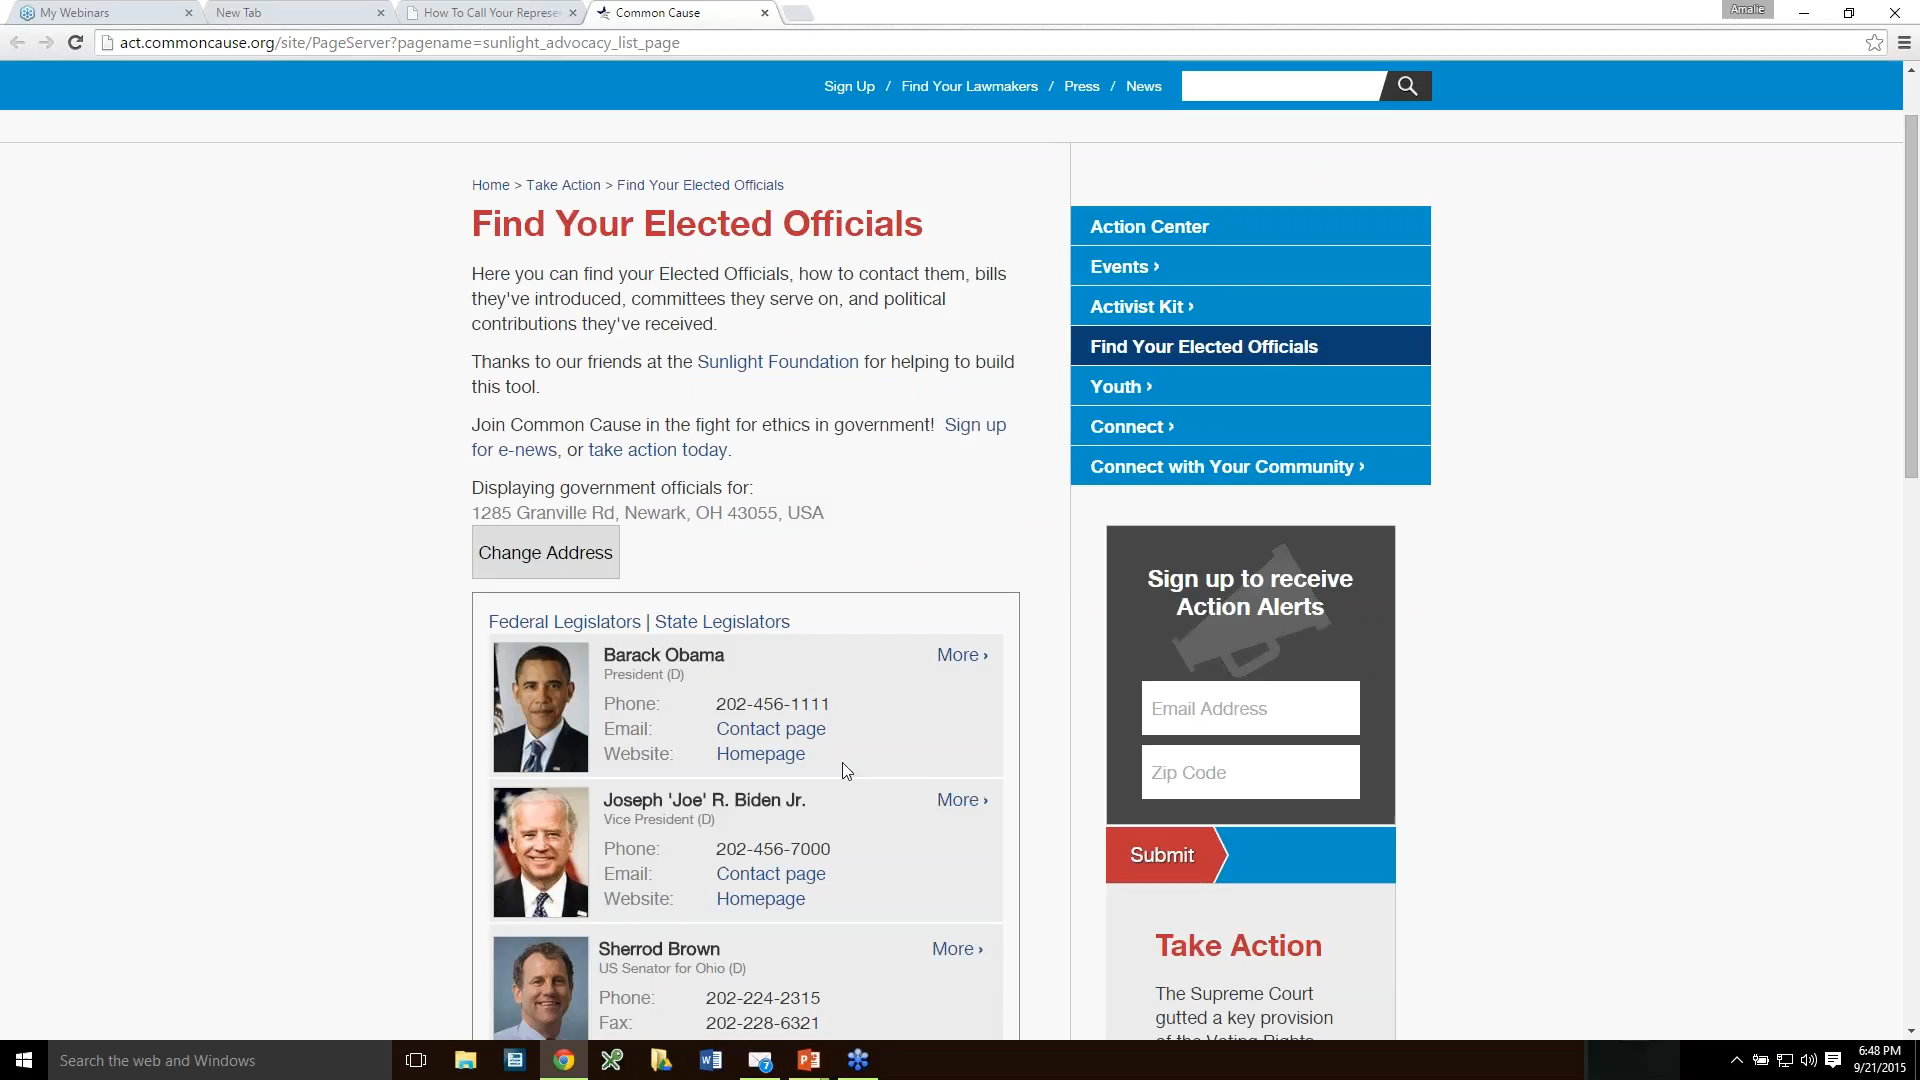 My Webinars
New Tab
How To Call Your Represe
Common Cause
Amalie
act.commoncause.org/site/PageServer?pagename=sunlight_advocacy_list_page
Sign Up / Find Your Lawmakers / Press / News
Home > Take Action > Find Your Elected Officials
Find Your Elected Officials
Here you can find your Elected Officials, how to contact them, bills
they've introduced, committees they serve on, and political
contributions they've received.
Thanks to our friends at the Sunlight Foundation for helping to build
this tool.
Join Common Cause in the fight for ethics in government! Sign up
for e-news, or take action today.
Displaying government officials for:
1285 Granville Rd, Newark, OH 43055, USA
Change Address
Federal Legislators | State Legislators
Barack Obama
More ›
President (D)
Phone: 202-456-1111
Email: Contact page
Website: Homepage
Joseph 'Joe' R. Biden Jr.
More ›
Vice President (D)
Phone: 202-456-7000
Email: Contact page
Website: Homepage
Sherrod Brown
More ›
US Senator for Ohio (D)
Phone: 202-224-2315
Fax: 202-228-6321
Action Center
Events ›
Activist Kit ›
Find Your Elected Officials
Youth ›
Connect ›
Connect with Your Community ›
Sign up to receive
Action Alerts
Email Address
Zip Code
Submit
Take Action
The Supreme Court
gutted a key provision
of the Voting Rights
Search the web and Windows
7
6:48 PM
9/21/2015